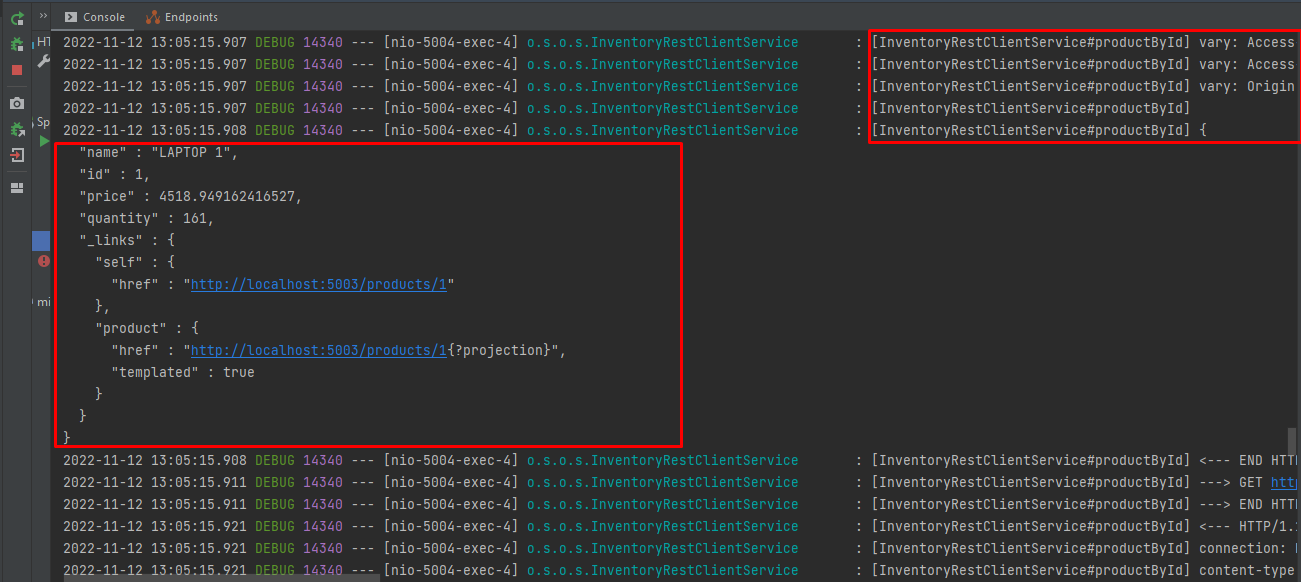 Console Endpoints
2022-11-12 13:05:15.907 DEBUG 14340 --- [nio-5004-exec-4] o.s.o.s.InventoryRestClientService : [InventoryRestClientService#productById] vary: Access
2022-11-12 13:05:15.907 DEBUG 14340 --- [nio-5004-exec-4] o.s.o.s.InventoryRestClientService : [InventoryRestClientService#productById] vary: Access
2022-11-12 13:05:15.907 DEBUG 14340 --- [nio-5004-exec-4] o.s.o.s.InventoryRestClientService : [InventoryRestClientService#productById] vary: Origin
2022-11-12 13:05:15.907 DEBUG 14340 --- [nio-5004-exec-4] o.s.o.s.InventoryRestClientService : [InventoryRestClientService#productById]
2022-11-12 13:05:15.908 DEBUG 14340 --- [nio-5004-exec-4] o.s.o.s.InventoryRestClientService : [InventoryRestClientService#productById] {
"name" : "LAPTOP 1",
"id" : 1,
"price" : 4518.949162416527,
"quantity" : 161,
"_links" : {
"self" : {
"href" : "http://localhost:5003/products/1"
},
"product" : {
"href" : "http://localhost:5003/products/1{?projection}",
"templated" : true
}
}
}
2022-11-12 13:05:15.908 DEBUG 14340 --- [nio-5004-exec-4] o.s.o.s.InventoryRestClientService : [InventoryRestClientService#productById] <--- END HTT
2022-11-12 13:05:15.911 DEBUG 14340 --- [nio-5004-exec-4] o.s.o.s.InventoryRestClientService : [InventoryRestClientService#productById] ---> GET http
2022-11-12 13:05:15.911 DEBUG 14340 --- [nio-5004-exec-4] o.s.o.s.InventoryRestClientService : [InventoryRestClientService#productById] ---> END HTT
2022-11-12 13:05:15.921 DEBUG 14340 --- [nio-5004-exec-4] o.s.o.s.InventoryRestClientService : [InventoryRestClientService#productById] <--- HTTP/1.
2022-11-12 13:05:15.921 DEBUG 14340 --- [nio-5004-exec-4] o.s.o.s.InventoryRestClientService : [InventoryRestClientService#productById] connection:
2022-11-12 13:05:15.921 DEBUG 14340 --- [nio-5004-exec-4] o.s.o.s.InventoryRestClientService : [InventoryRestClientService#productById] content-type